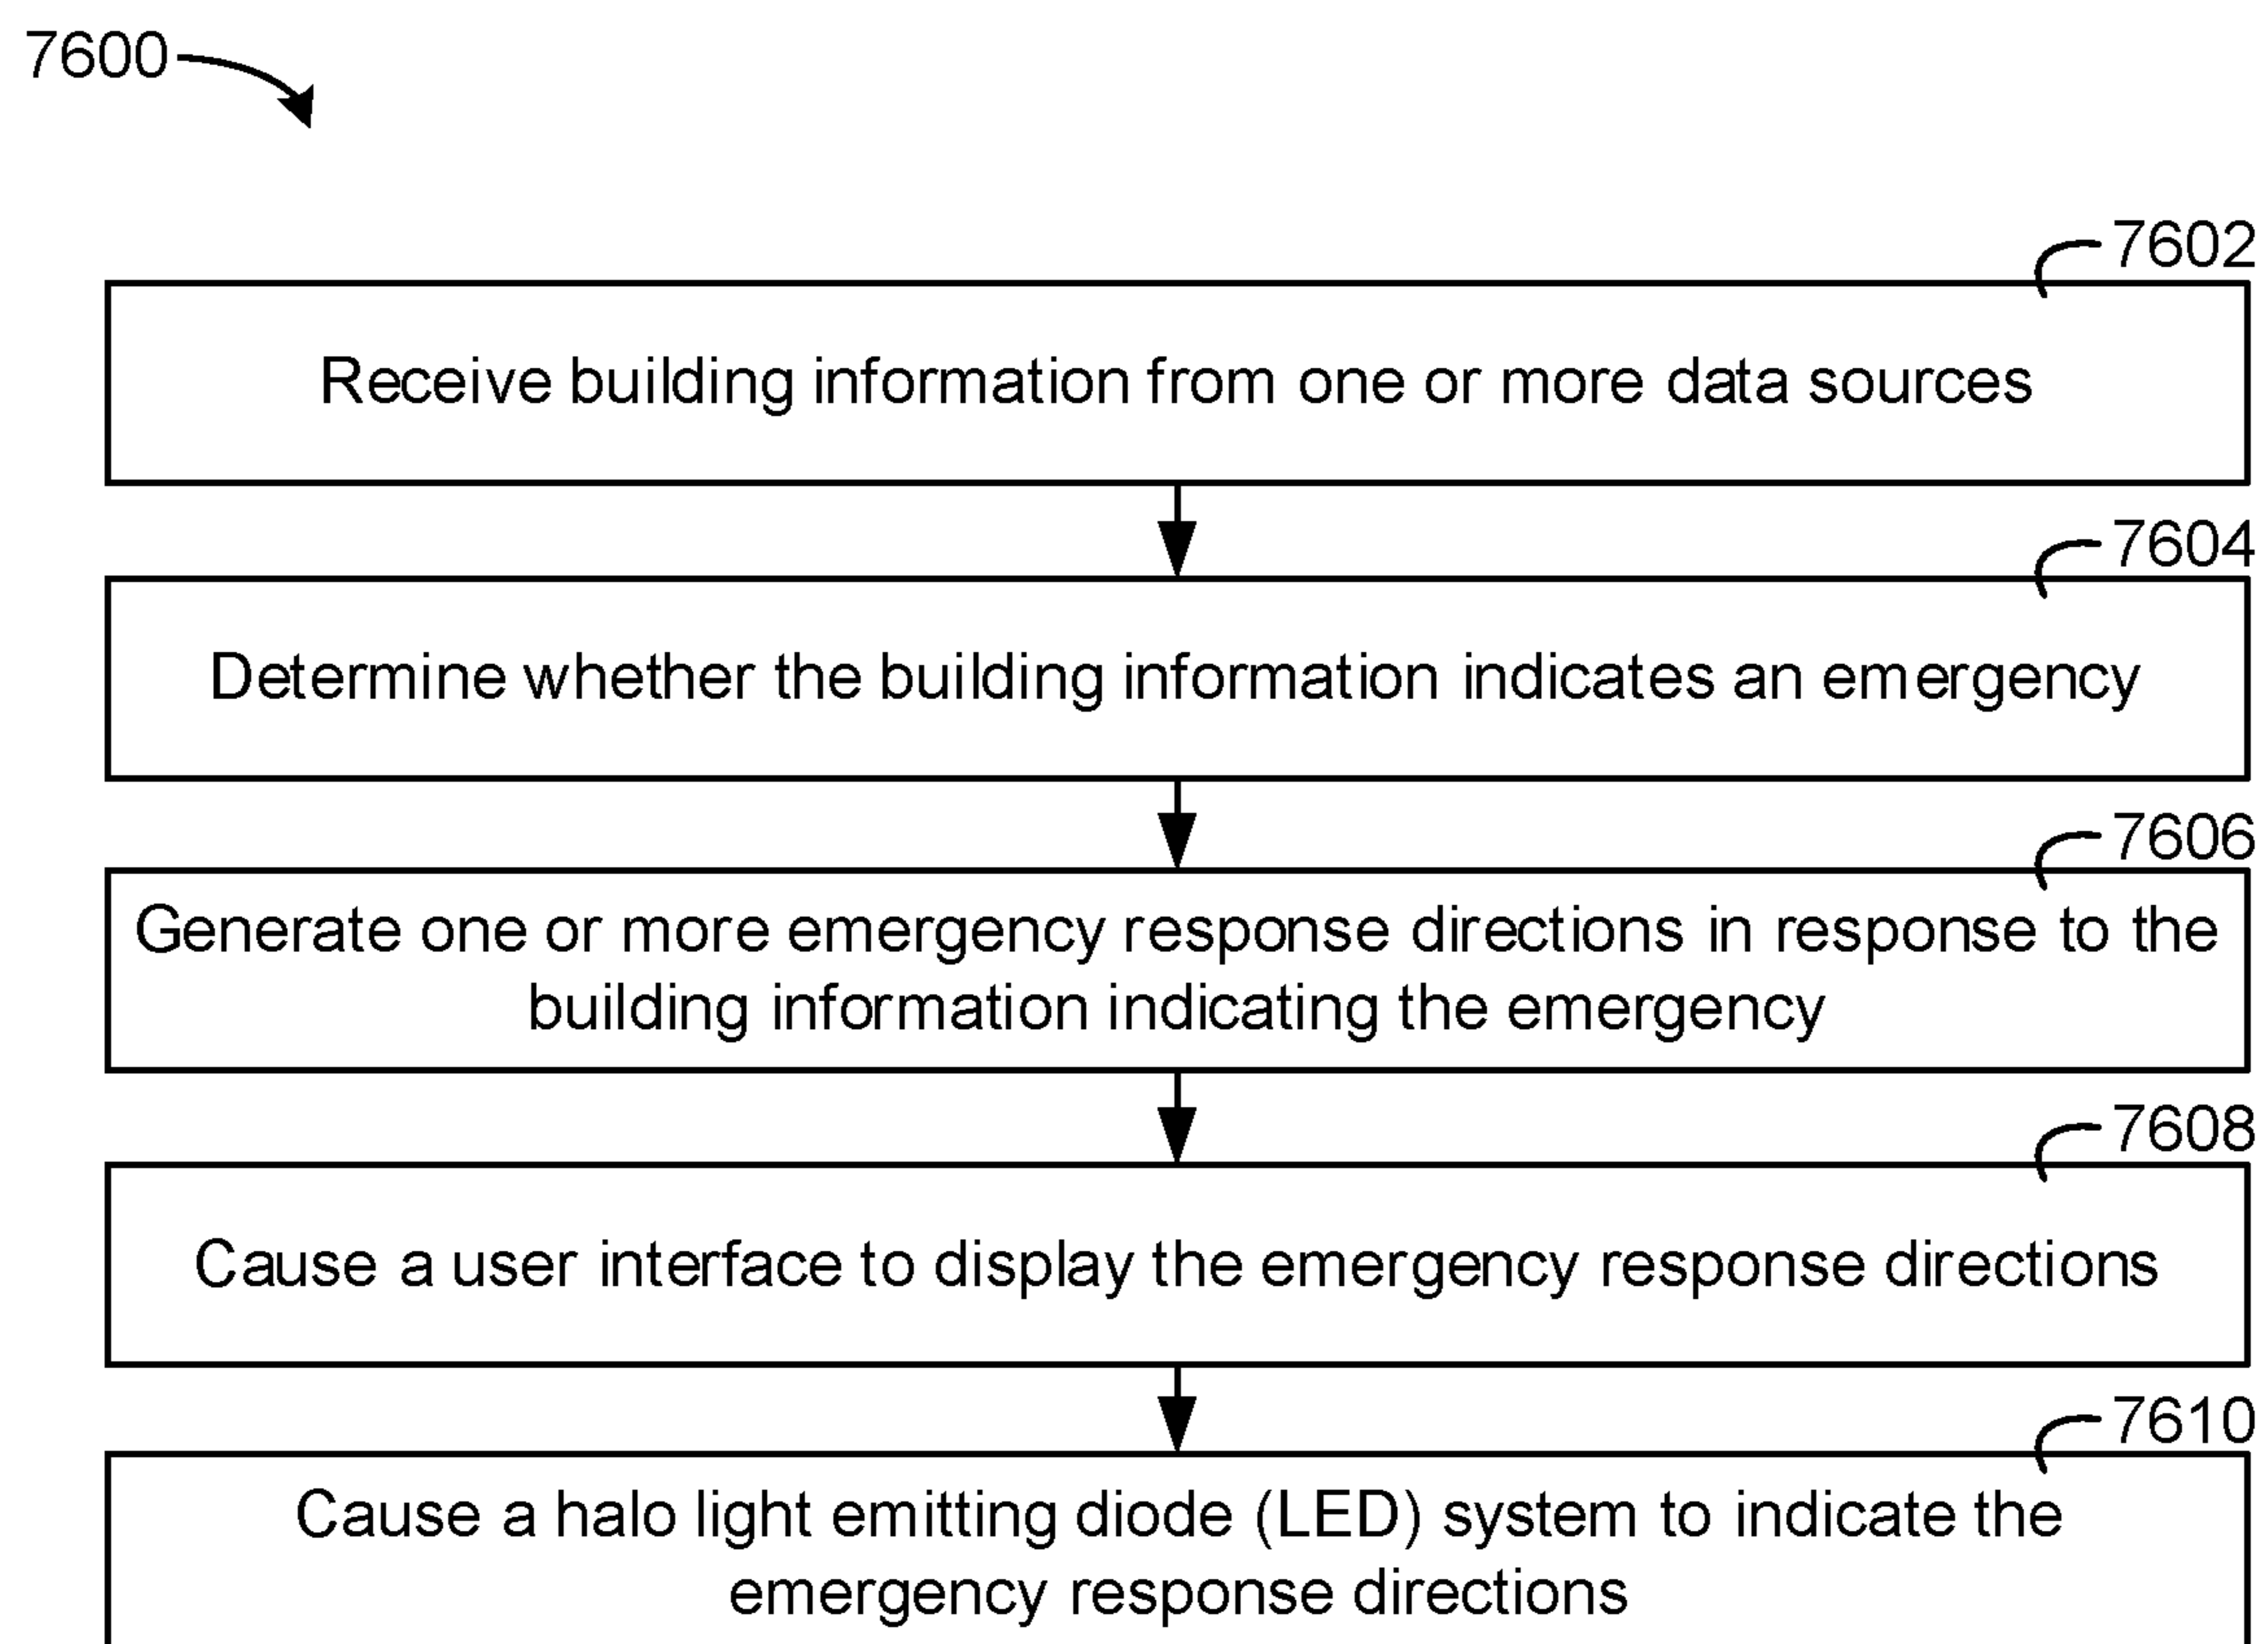 7600
7602
Receive building information from one or more data sources
7604
Determine whether the building information indicates an emergency
7606
Generate one or more emergency response directions in response to the
building information indicating the emergency
7608
Cause a user interface to display the emergency response directions
7610
Cause a halo light emitting diode (LED) system to indicate the
emergency response directions